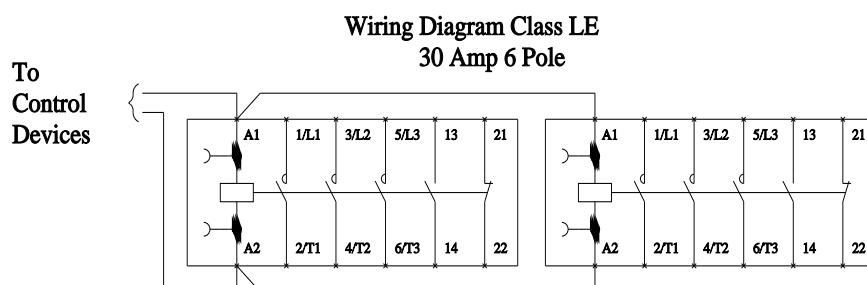 Wiring Diagram Class LE
30 Amp 6 Pole
To
Control
Devices
A1 1/L1 3/L2 5/L3 13 21
A2 2/T1 4/T2 6/T3 14 22
A1 1/L1 3/L2 5/L3 13 21
A2 2/T1 4/T2 6/T3 14 22